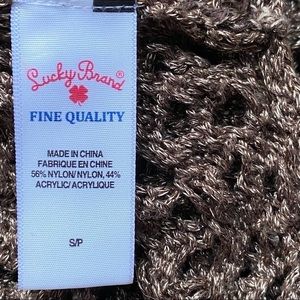 Lucky Brand®
FINE QUALITY
MADE IN CHINA
FABRIQUE EN CHINE
56% NYLON/ NYLON, 44%
ACRYLIC/ ACRYLIQUE
S/P